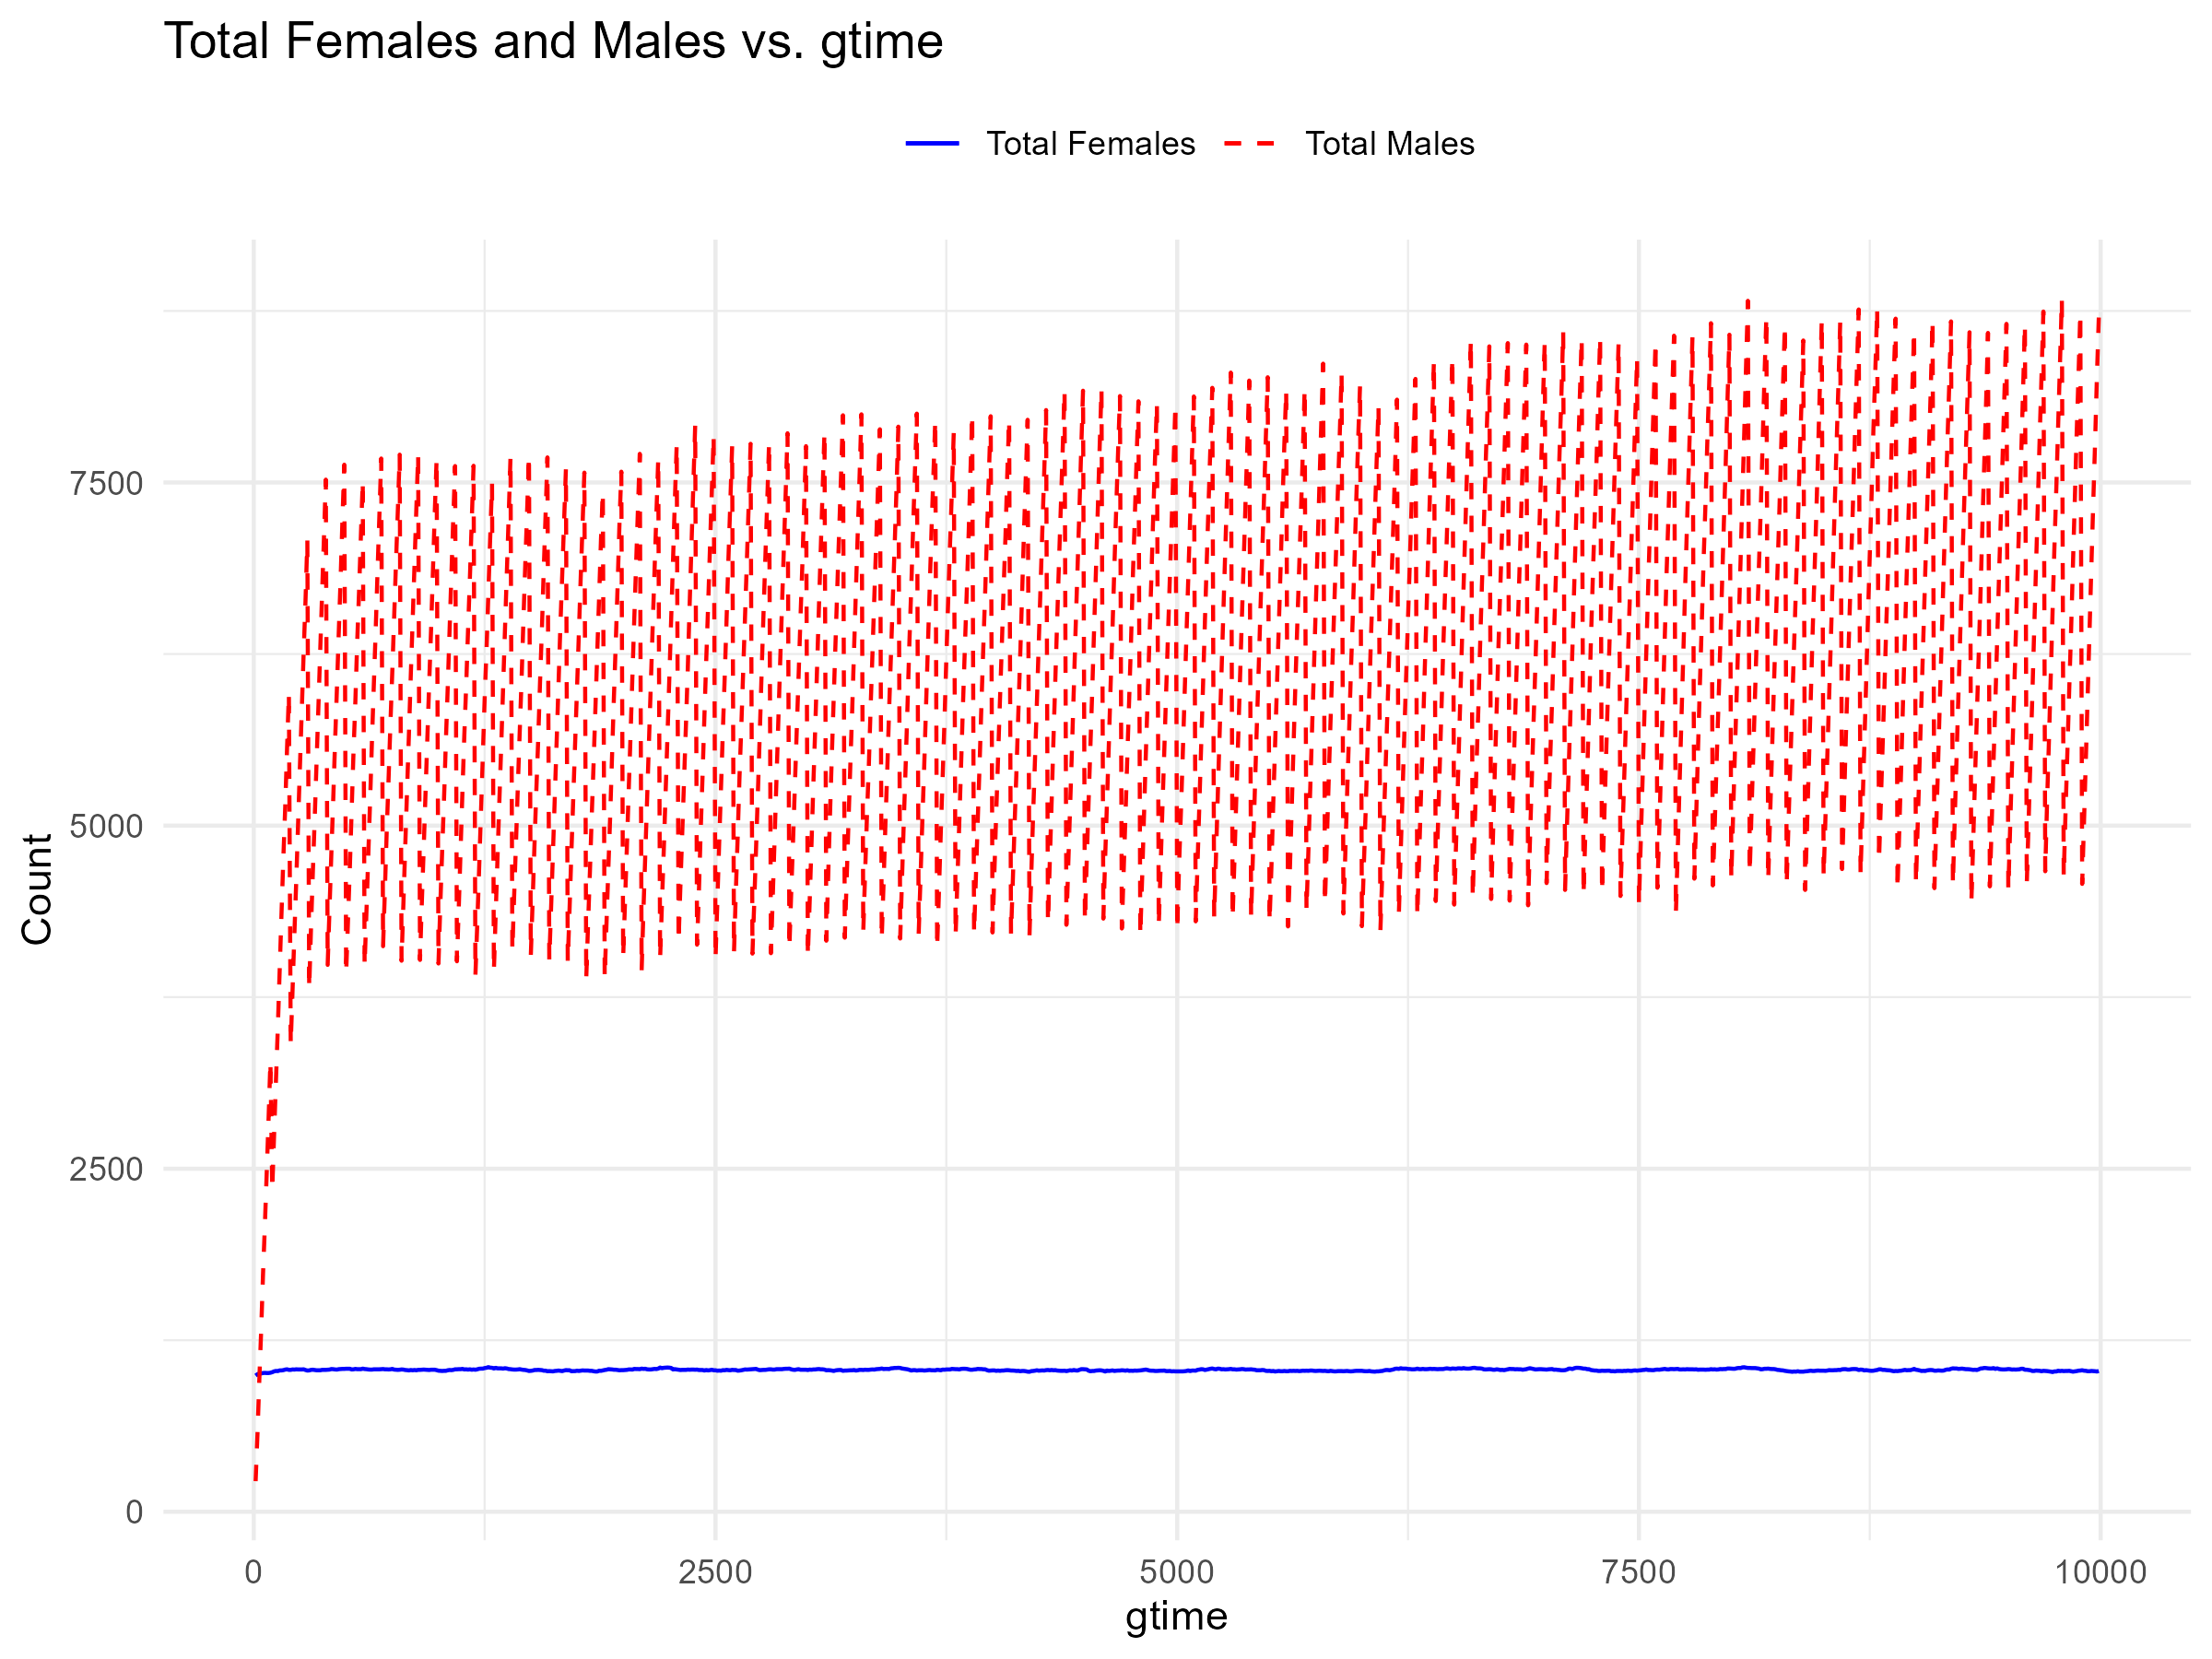 Total Females and Males vs. gtime
Total Females Total Males
Count
7500
5000
2500
0
0 2500 5000 7500 10000
gtime